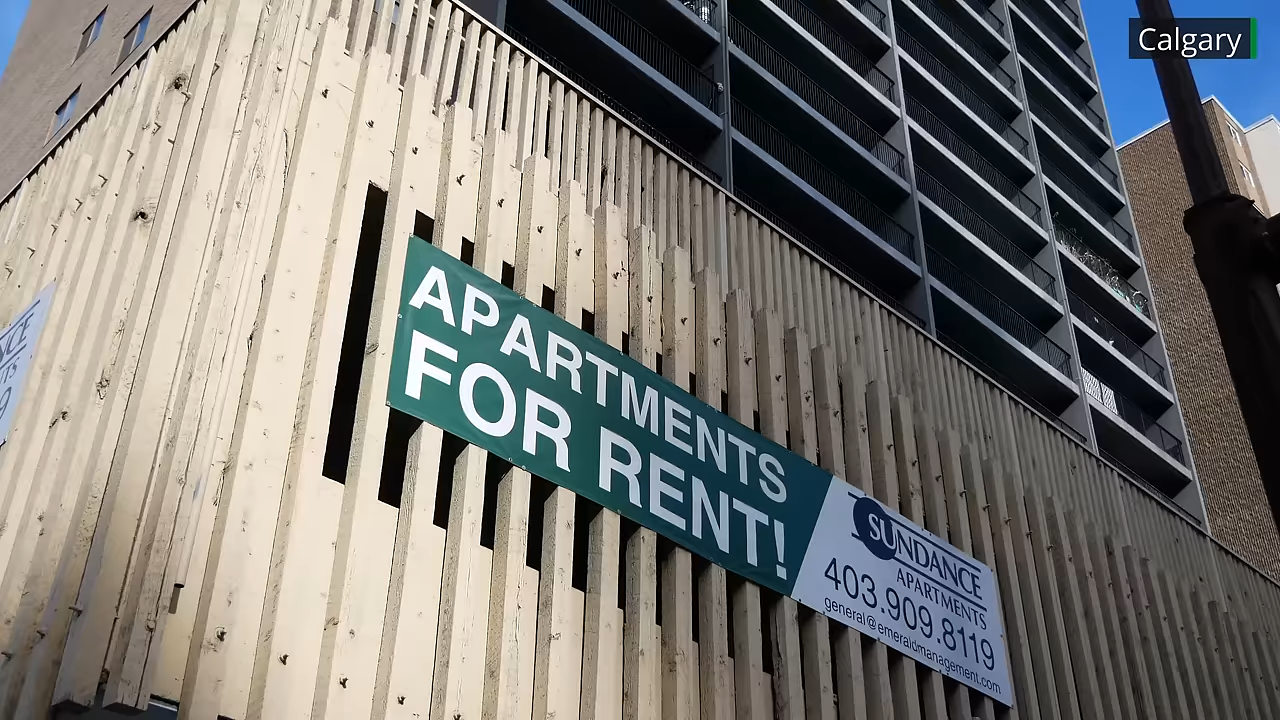 Calgary
APARTMENTS
FOR RENT!
SUNDANCE
APARTMENTS
403.909.8119
general@emeraldmanagement.com